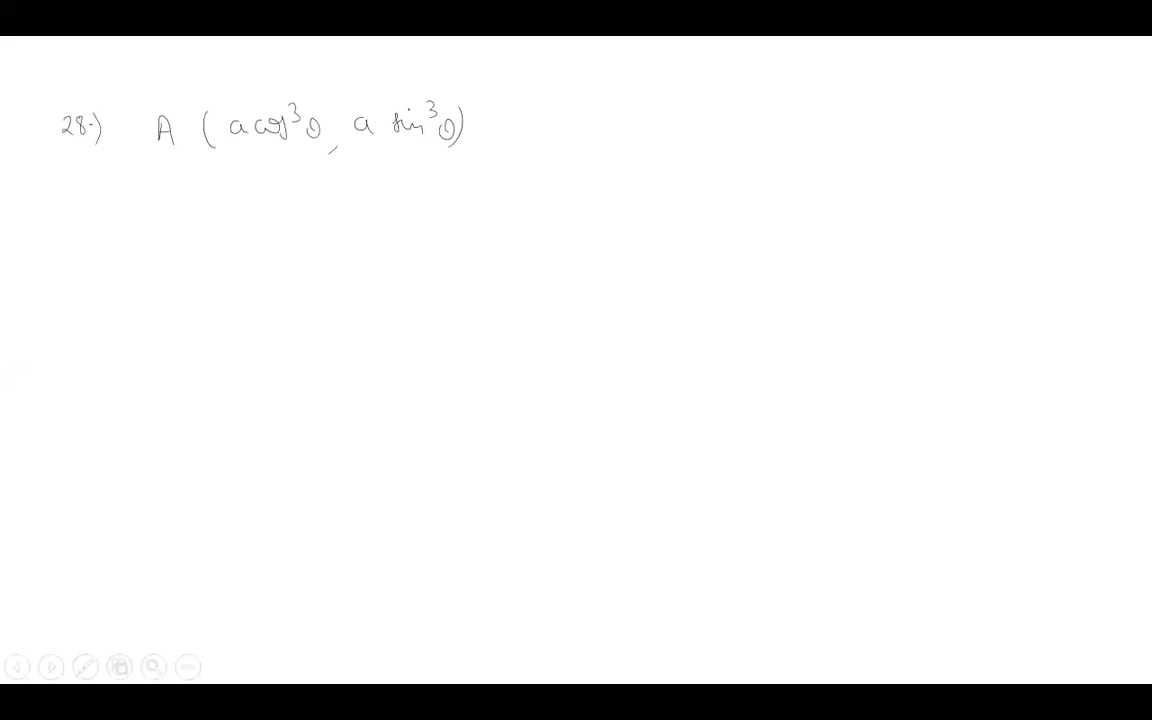 28.) A (a cos³θ, a sin³θ)